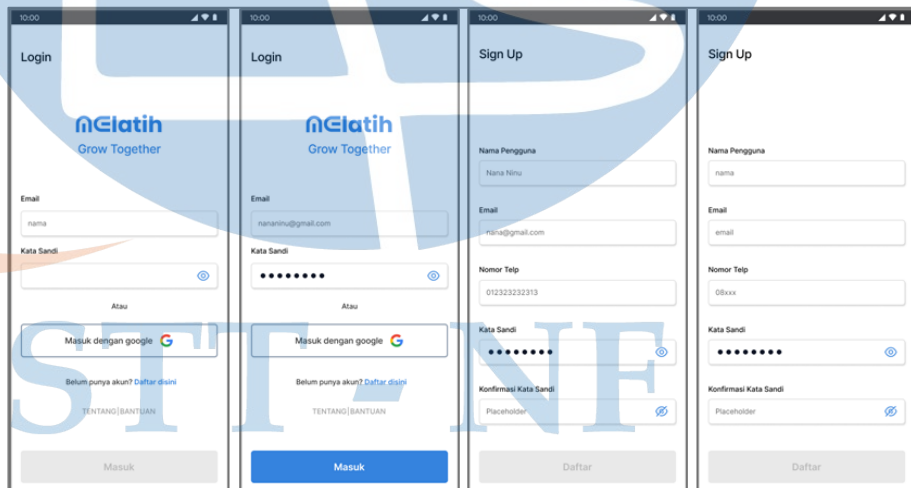 10:00
Login
MElatih
Grow Together
Email
nama
Kata Sandi
Atau
Masuk dengan google
Belum punya akun? Daftar disini
TENTANG|BANTUAN
Masuk
10:00
Login
MElatih
Grow Together
Email
nananinu@gmail.com
Kata Sandi
Atau
Masuk dengan google
Belum punya akun? Daftar disini
TENTANG|BANTUAN
Masuk
10:00
Sign Up
Nama Pengguna
Nana Ninu
Email
nana@gmail.com
Nomor Telp
012323232313
Kata Sandi
Konfirmasi Kata Sandi
Placeholder
Daftar
10:00
Sign Up
Nama Pengguna
nama
Email
email
Nomor Telp
08xxx
Kata Sandi
Konfirmasi Kata Sandi
Placeholder
Daftar
STT - NF